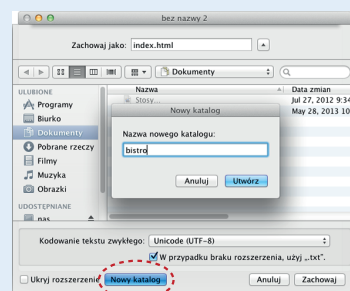 bez nazwy 2
Zachowaj jako: index.html
Dokumenty
ULUBIONE
Programy
Biurko
Dokumenty
Pobrane rzeczy
Filmy
Muzyka
Obrazki
UDOSTĘPNIANE
nas
Nazwa
Data zmian
Stosy...
Jul 27, 2012 9:34
May 28, 2013 10
Nowy katalog
Nazwa nowego katalogu:
bistro
Anuluj
Utwórz
Kodowanie tekstu zwykłego: Unicode (UTF-8)
W przypadku braku rozszerzenia, użyj „.txt".
Ukryj rozszerzenie
Nowy katalog
Anuluj
Zachowaj